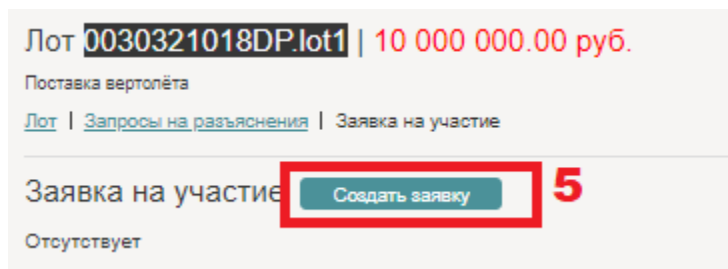 Лот 0030321018DP.lot1 | 10 000 000.00 руб.
Поставка вертолёта
Лот | Запросы на разъяснения | Заявка на участие
Заявка на участие Создать заявку 5
Отсутствует